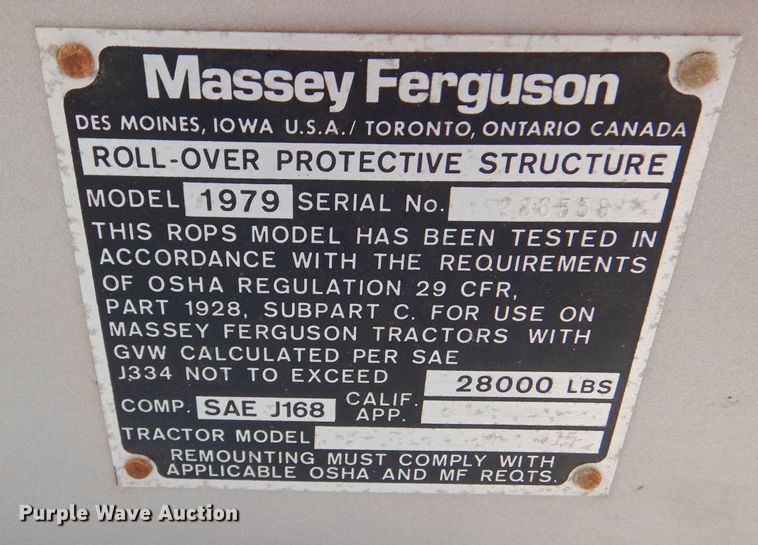 Massey Ferguson
DES MOINES, IOWA U.S.A./ TORONTO, ONTARIO CANADA
ROLL-OVER PROTECTIVE STRUCTURE
MODEL 1979 SERIAL No.
THIS ROPS MODEL HAS BEEN TESTED IN
ACCORDANCE WITH THE REQUIREMENTS
OF OSHA REGULATION 29 CFR,
PART 1928, SUBPART C. FOR USE ON
MASSEY FERGUSON TRACTORS WITH
GVW CALCULATED PER SAE
J334 NOT TO EXCEED 28000 LBS
COMP. SAE J168 CALIF. APP.
TRACTOR MODEL
REMOUNTING MUST COMPLY WITH
APPLICABLE OSHA AND MF REQTS.
Purple Wave Auction